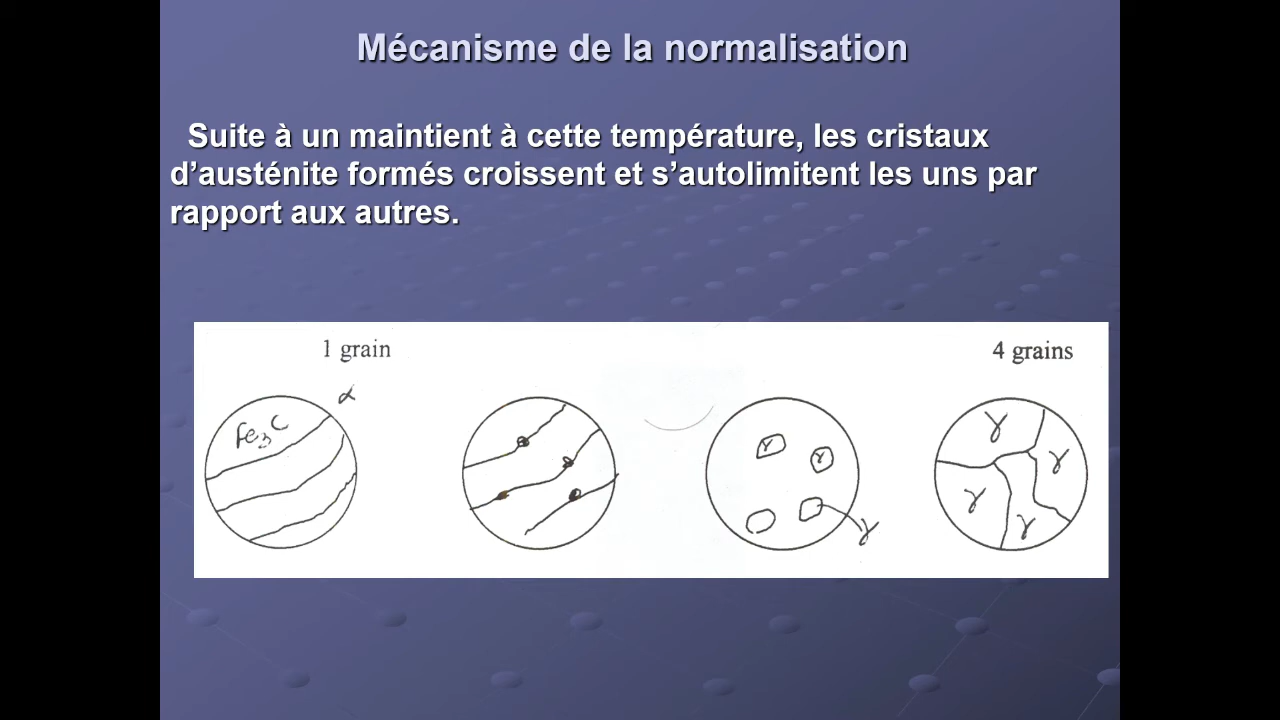 Mécanisme de la normalisation
Suite à un maintient à cette température, les cristaux
d’austénite formés croissent et s’autolimitent les uns par
rapport aux autres.
1 grain
4 grains
α
Fe3C
γ
γ
γ
γ
γ
γ
γ